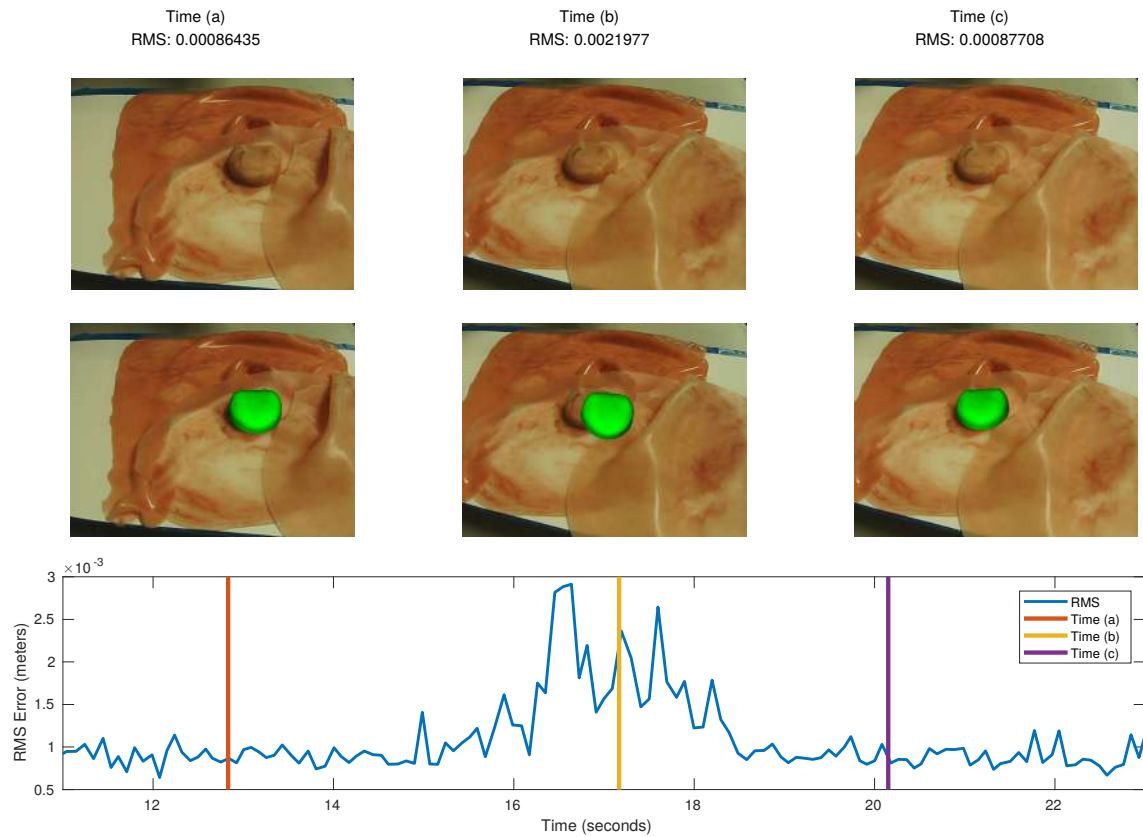 Time (a)
RMS: 0.00086435
Time (b)
RMS: 0.0021977
Time (c)
RMS: 0.00087708
×10⁻³
3
2.5
2
1.5
1
0.5
RMS Error (meters)
RMS
Time (a)
Time (b)
Time (c)
12
14
16
18
20
22
Time (seconds)